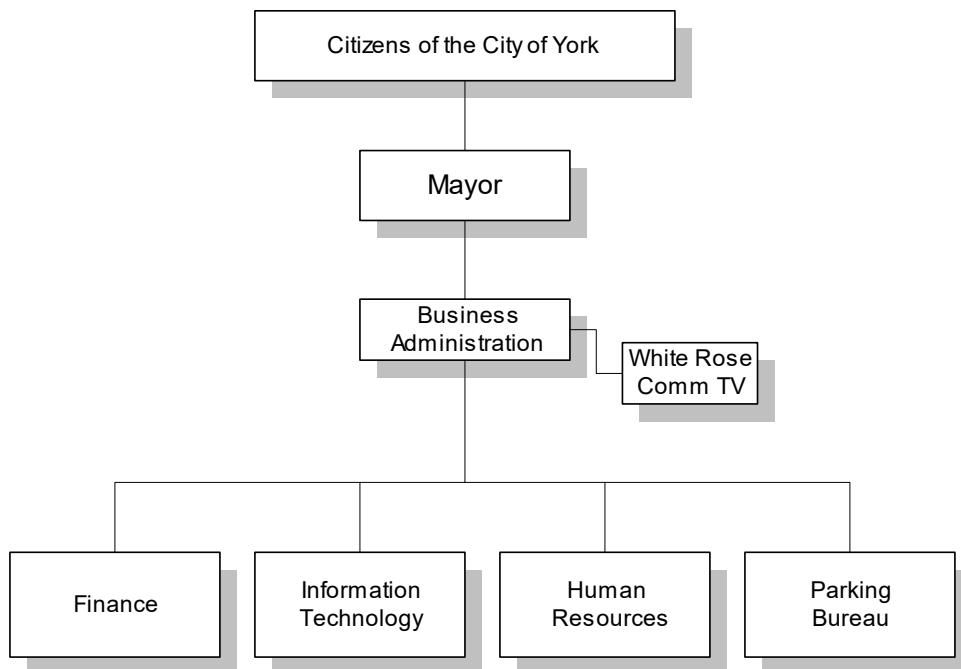 Citizens of the City of York
Mayor
Business
Administration
White Rose
Comm TV
Finance
Information
Technology
Human
Resources
Parking
Bureau